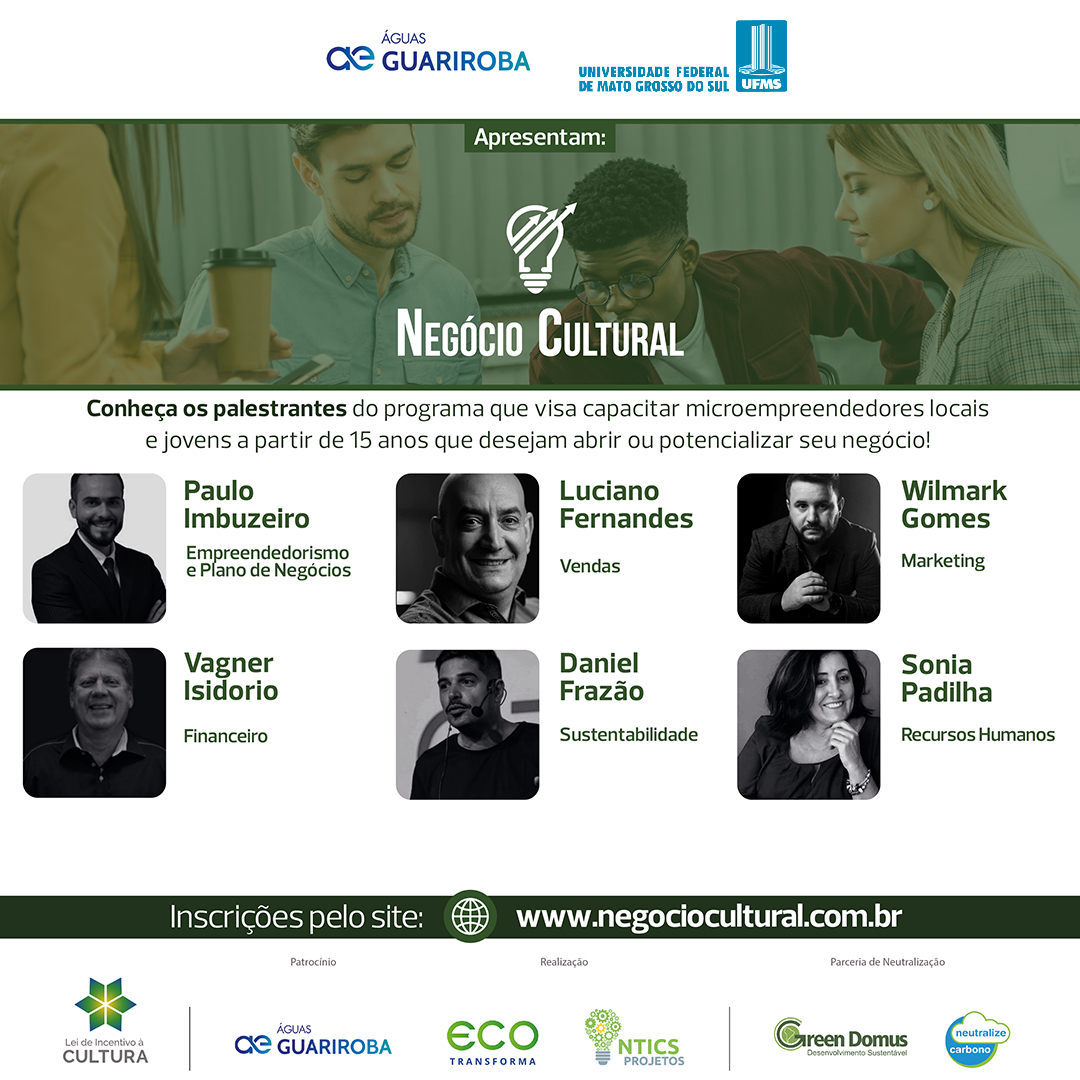 ÁGUAS
GUARIROBA
UNIVERSIDADE FEDERAL
DE MATO GROSSO DO SUL
UFMS
Apresentam:
NEGÓCIO CULTURAL
Conheça os palestrantes do programa que visa capacitar microempreendedores locais
e jovens a partir de 15 anos que desejam abrir ou potencializar seu negócio!
Paulo
Imbuzeiro
Empreendedorismo
e Plano de Negócios
Luciano
Fernandes
Vendas
Wilmark
Gomes
Marketing
Vagner
Isidorio
Financeiro
Daniel
Frazão
Sustentabilidade
Sonia
Padilha
Recursos Humanos
Inscrições pelo site:
www.negociocultural.com.br
Patrocínio
Realização
Parceria de Neutralização
Lei de Incentivo à
CULTURA
ÁGUAS
GUARIROBA
ECO
TRANSFORMA
NTICS
PROJETOS
Green Domus
Desenvolvimento Sustentável
neutralize
carbono